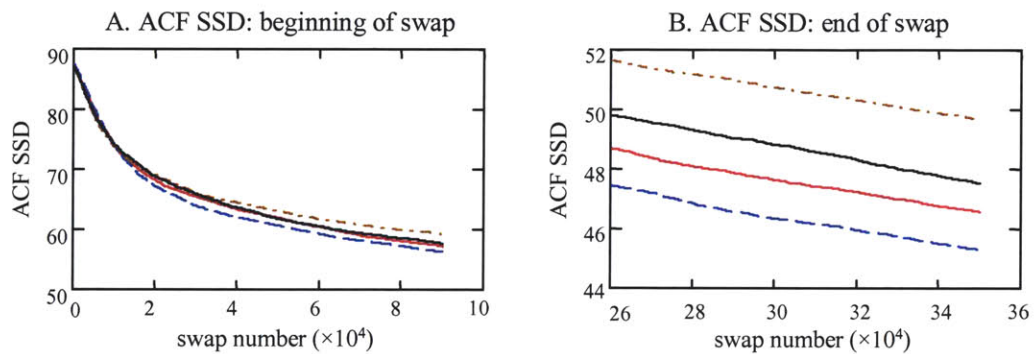 A. ACF SSD: beginning of swap
90
80
70
60
50
ACF SSD
0 2 4 6 8 10
swap number (×10⁴)
B. ACF SSD: end of swap
52
50
48
46
44
ACF SSD
26 28 30 32 34 36
swap number (×10⁴)